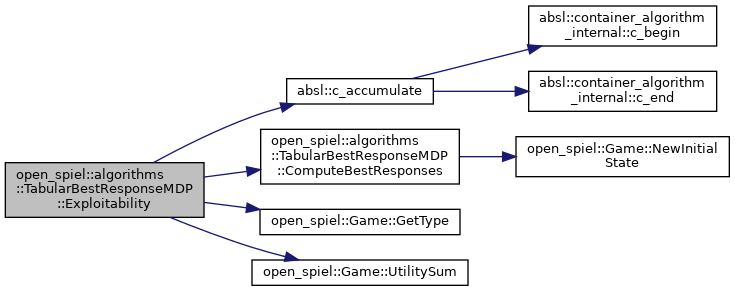 open_spiel::algorithms
::TabularBestResponseMDP
::Exploitability
absl::c_accumulate
absl::container_algorithm
_internal::c_begin
absl::container_algorithm
_internal::c_end
open_spiel::algorithms
::TabularBestResponseMDP
::ComputeBestResponses
open_spiel::Game::NewInitial
State
open_spiel::Game::GetType
open_spiel::Game::UtilitySum